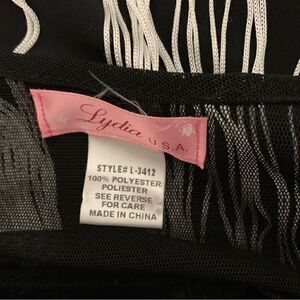 Lydia U.S.A.
STYLE# L-3412
100% POLYESTER
POLIESTER
SEE REVERSE
FOR CARE
MADE IN CHINA